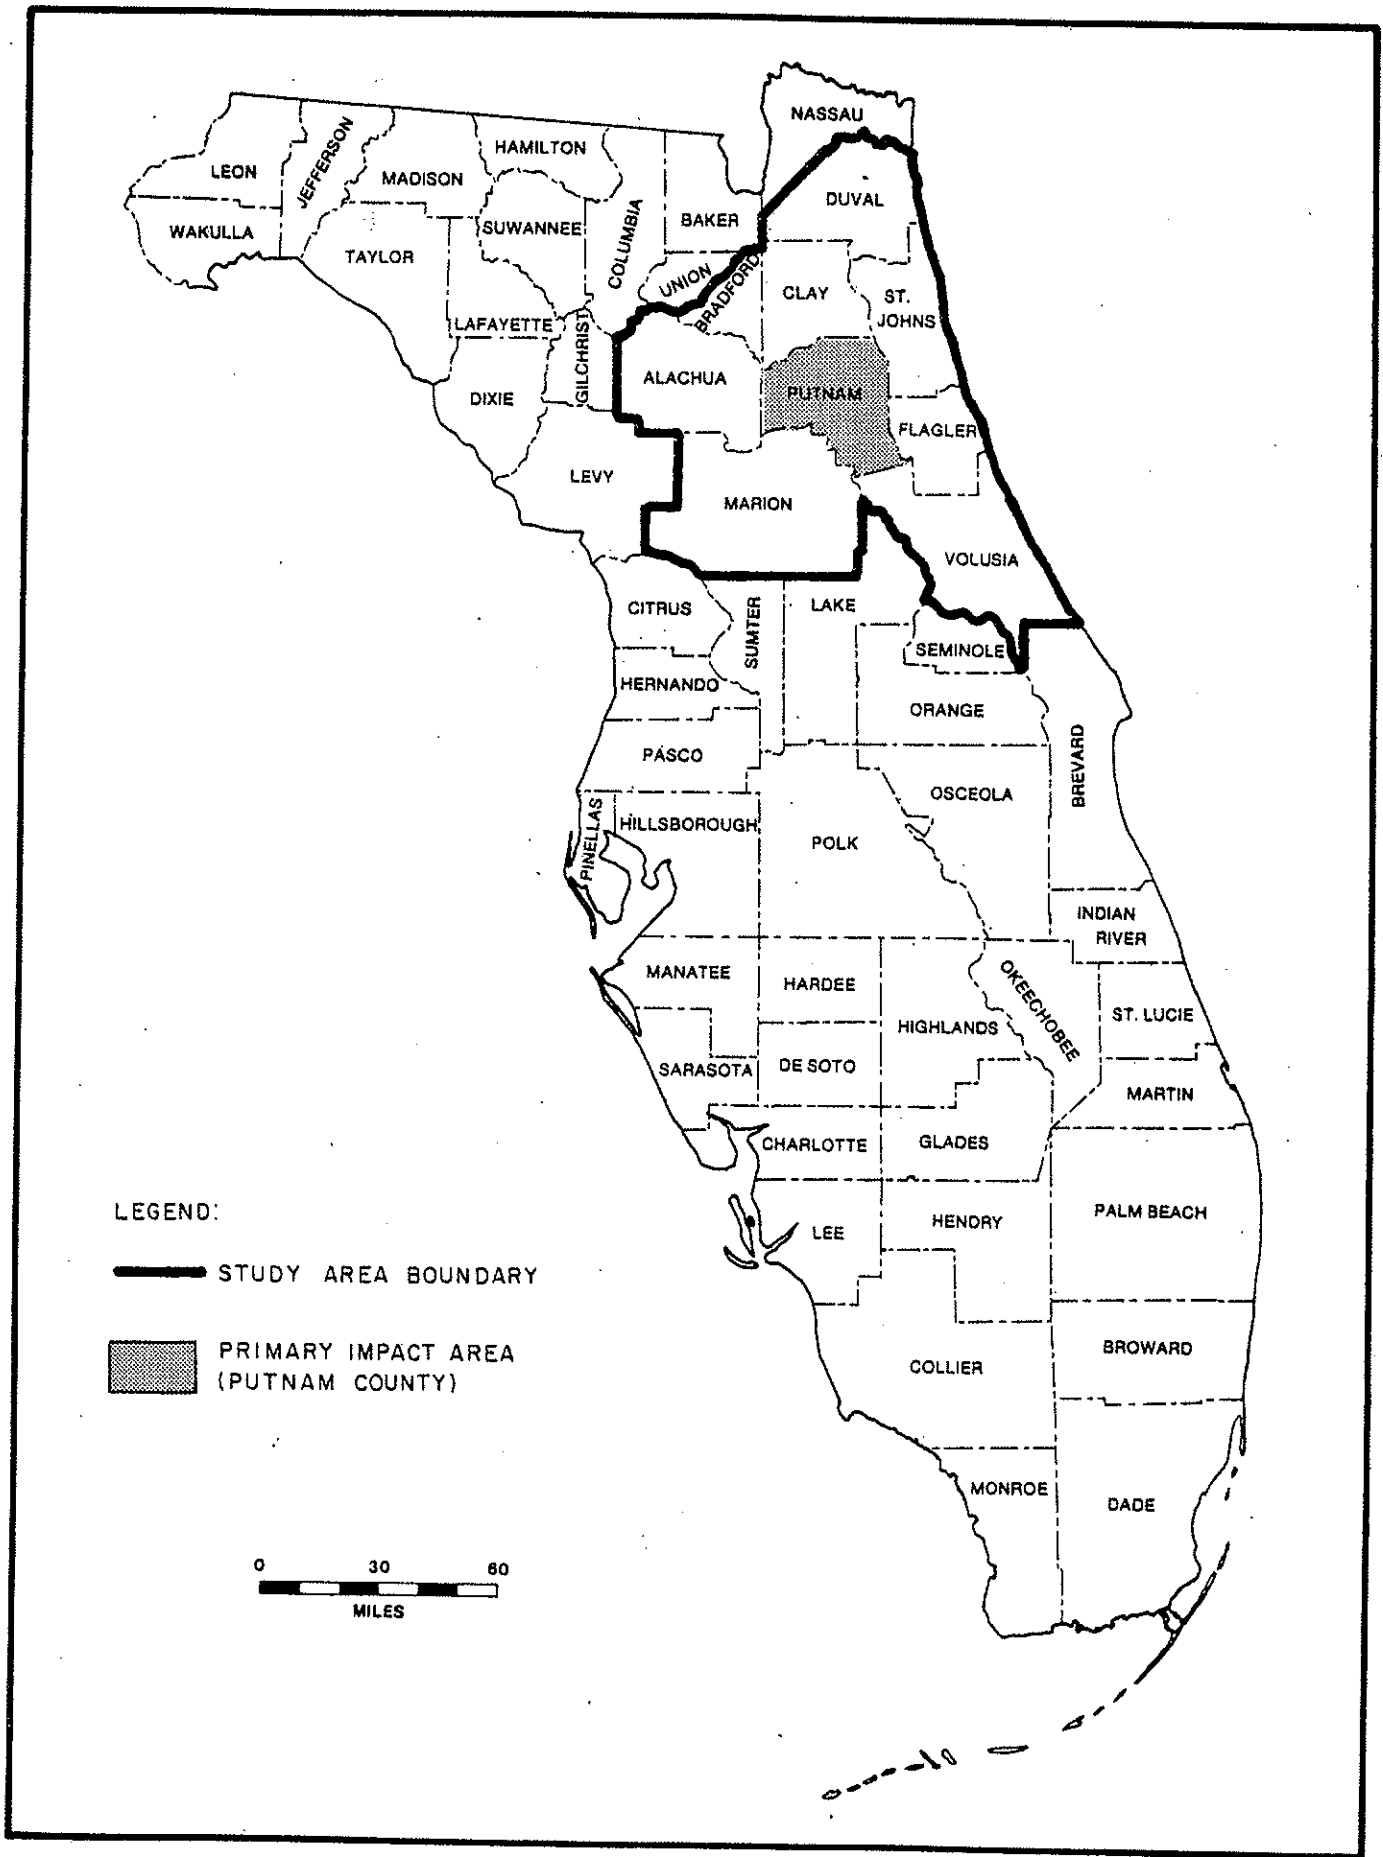 NASSAU
HAMILTON
JEFFERSON
LEON
MADISON
DUVAL
BAKER
SUWANNEE
COLUMBIA
WAKULLA
TAYLOR
UNION
BRADFORD
CLAY
ST.
JOHNS
LAFAYETTE
GILCHRIST
ALACHUA
PUTNAM
DIXIE
FLAGLER
LEVY
MARION
VOLUSIA
CITRUS
SUMTER
LAKE
SEMINOLE
HERNANDO
ORANGE
PASCO
BREVARD
OSCEOLA
PINELLAS
HILLSBOROUGH
POLK
INDIAN
RIVER
MANATEE
HARDEE
OKEECHOBEE
HIGHLANDS
ST. LUCIE
SARASOTA
DE SOTO
MARTIN
CHARLOTTE
GLADES
LEE
HENDRY
PALM BEACH
COLLIER
BROWARD
MONROE
DADE
LEGEND:
STUDY AREA BOUNDARY
PRIMARY IMPACT AREA
(PUTNAM COUNTY)
0 30 60
MILES